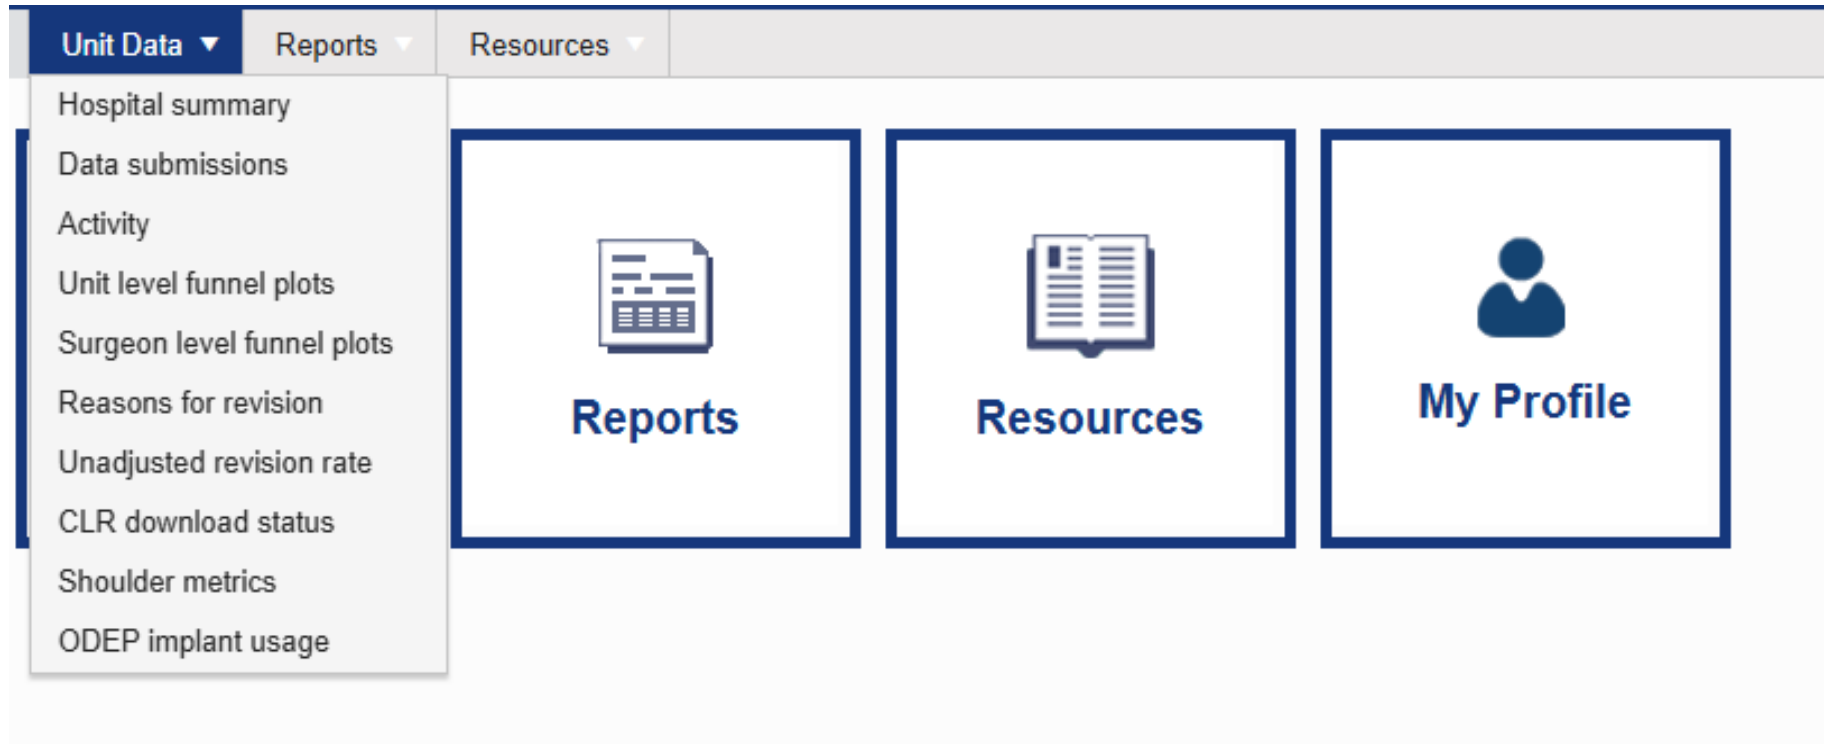 Unit Data
Reports
Resources
Hospital summary
Data submissions
Activity
Unit level funnel plots
Surgeon level funnel plots
Reasons for revision
Unadjusted revision rate
CLR download status
Shoulder metrics
ODEP implant usage
Reports
Resources
My Profile